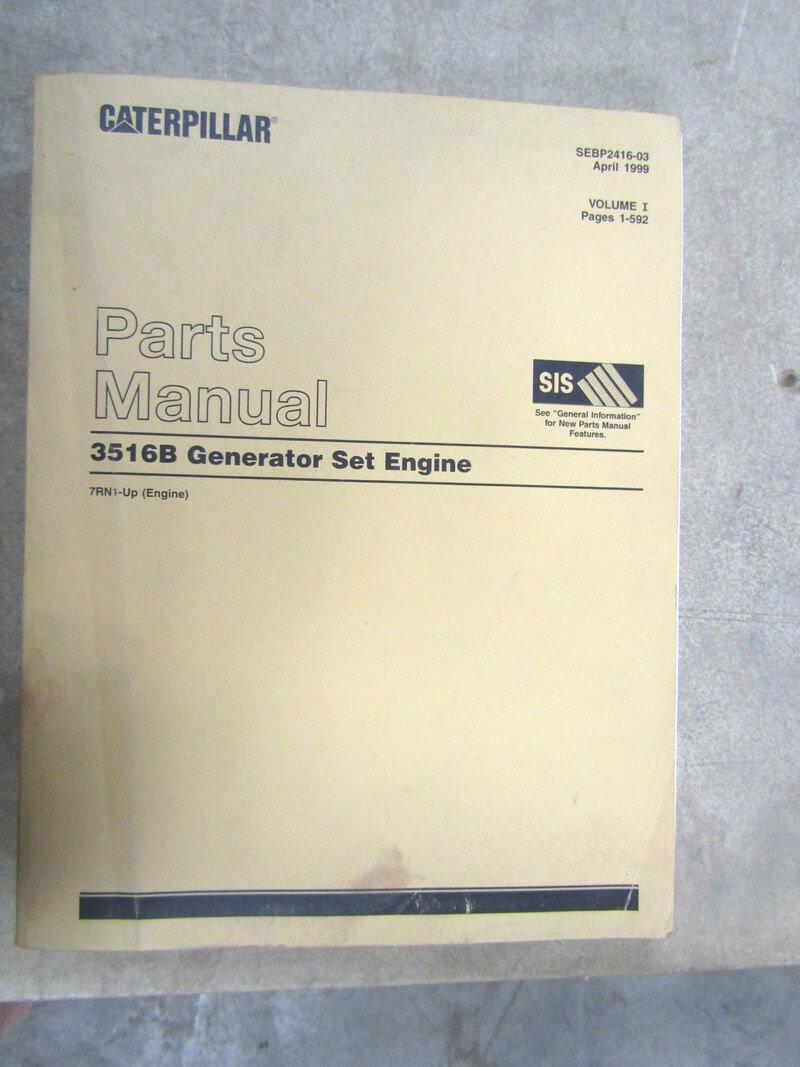 CATERPILLAR®
SEBP2416-03
April 1999
VOLUME I
Pages 1-592
Parts
Manual
SIS
See "General Information"
for New Parts Manual
Features.
3516B Generator Set Engine
7RN1-Up (Engine)